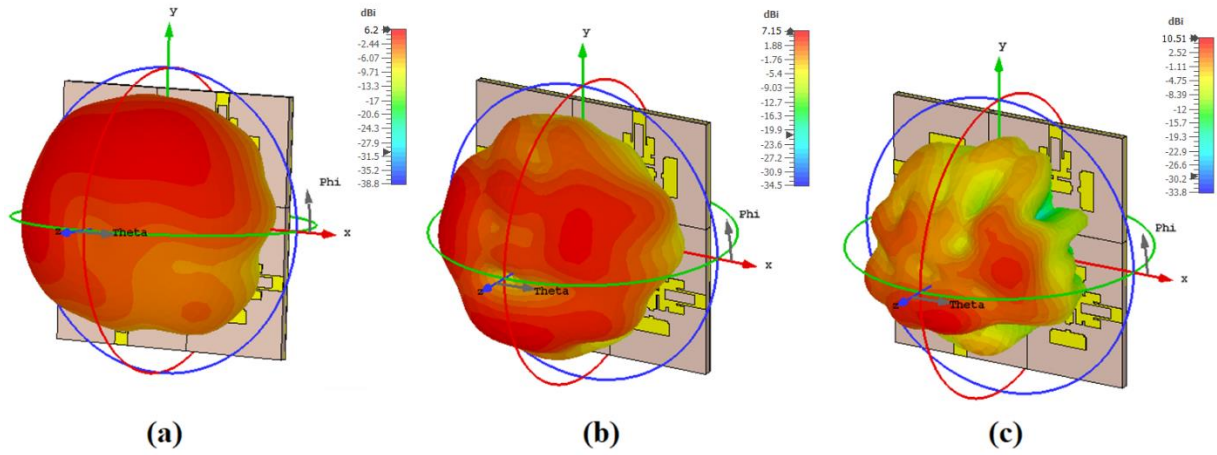 dBi
6.2
-2.44
-6.07
-9.71
-13.3
-17
-20.6
-24.3
-27.9
-31.5
-35.2
-38.8
y
Phi
x
z
Theta
(a)
dBi
7.15
1.88
-1.76
-5.4
-9.03
-12.7
-16.3
-19.9
-23.6
-27.2
-30.9
-34.5
y
Phi
x
z
Theta
(b)
dBi
10.51
2.52
-1.11
-4.75
-8.39
-12
-15.7
-19.3
-22.9
-26.6
-30.2
-33.8
y
Phi
x
z
Theta
(c)